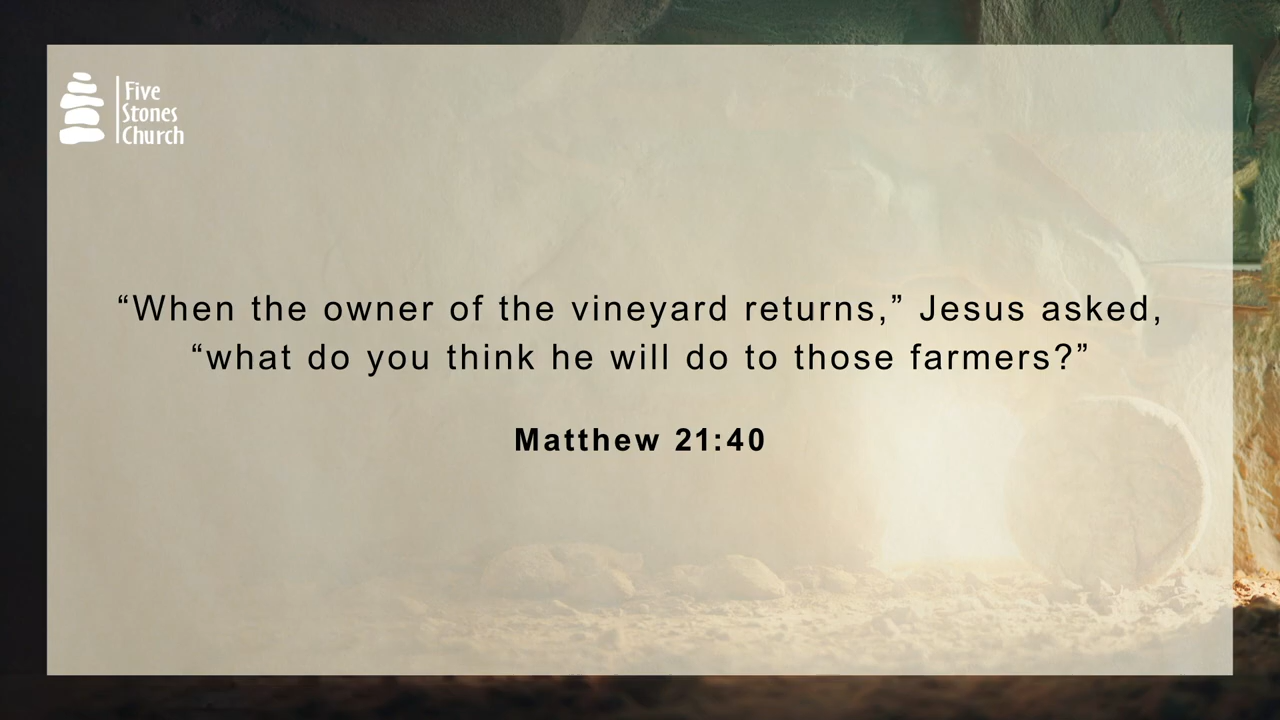 Five
Stones
Church
“When the owner of the vineyard returns,” Jesus asked,
“what do you think he will do to those farmers?”
Matthew 21:40